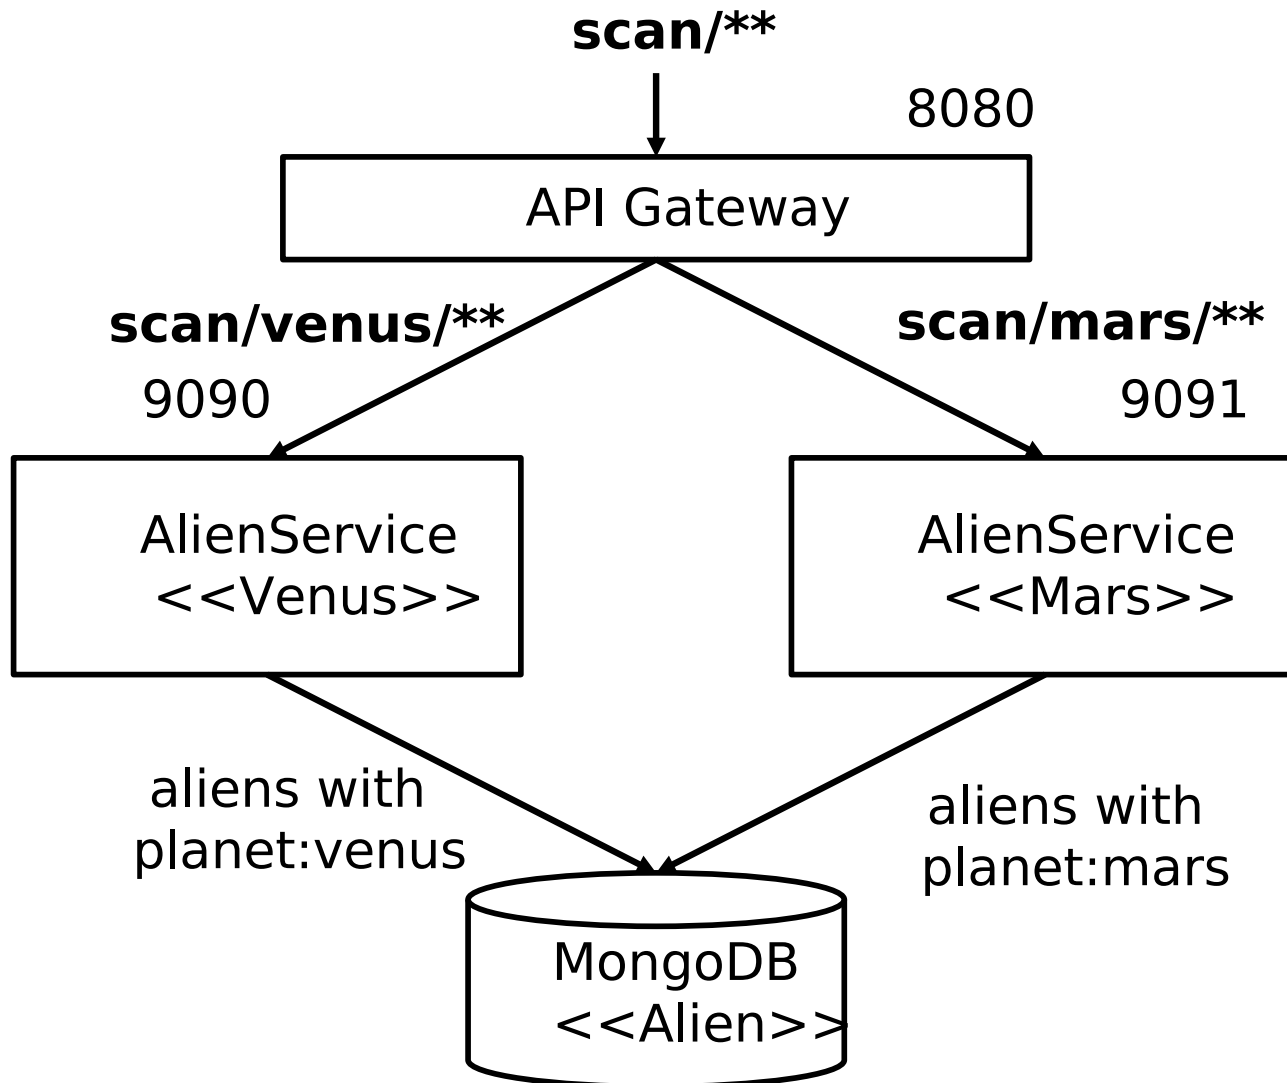 scan/**
8080
API Gateway
scan/venus/**
scan/mars/**
9090
9091
AlienService
<<Venus>>
AlienService
<<Mars>>
aliens with
planet:venus
aliens with
planet:mars
MongoDB
<<Alien>>